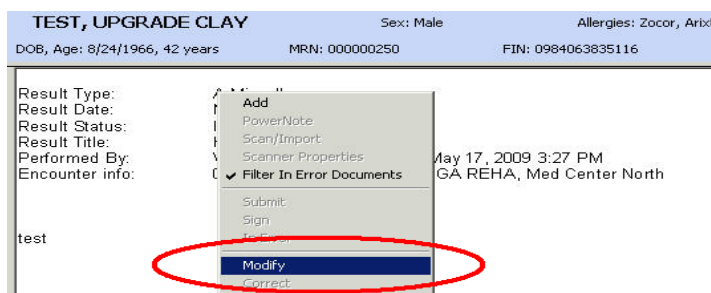 TEST, UPGRADE CLAY Sex: Male Allergies: Zocor, Arix
DOB, Age: 8/24/1966, 42 years MRN: 000000250 FIN: 0984063835116
Result Type:
Result Date:
Result Status:
Result Title:
Performed By: May 17, 2009 3:27 PM
Encounter info: GA REHA, Med Center North
test
Add
PowerNote
Scan/Import
Scanner Properties
Filter In Error Documents
Submit
Sign
In Error
Modify
Correct